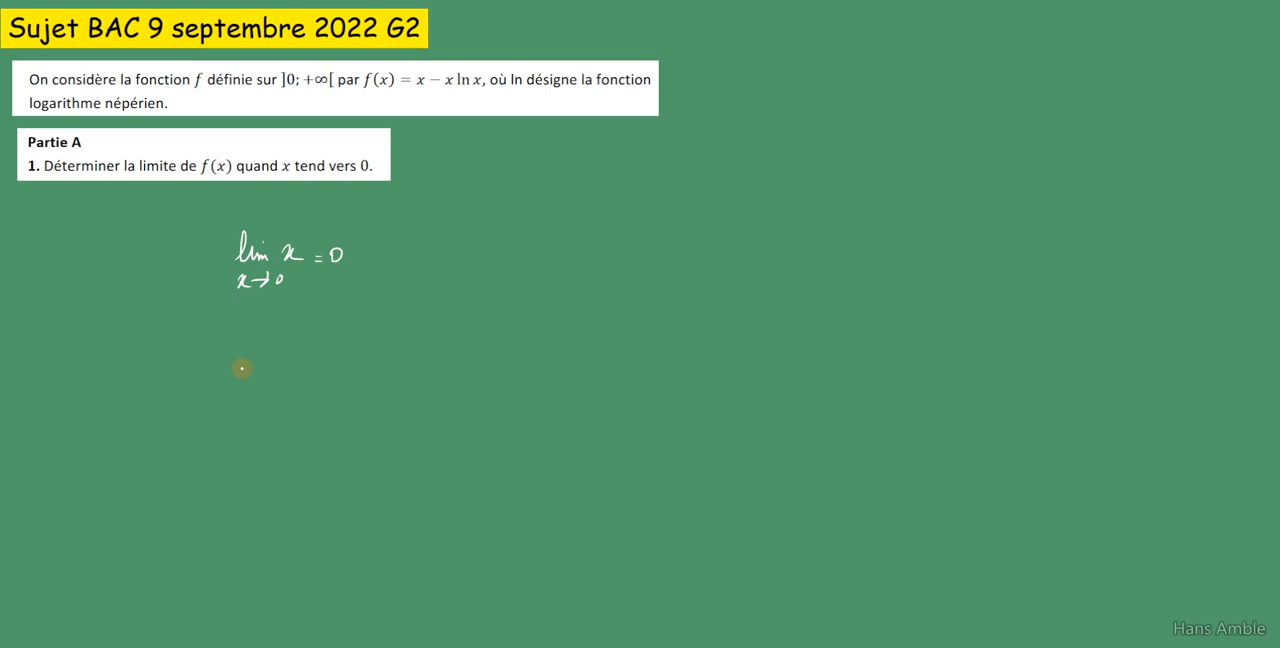 Sujet BAC 9 septembre 2022 G2
On considère la fonction f définie sur ]0; +∞[ par f(x) = x − x ln x, où ln désigne la fonction
logarithme népérien.
Partie A
1. Déterminer la limite de f(x) quand x tend vers 0.
lim x = 0
x→0
Hans Amble